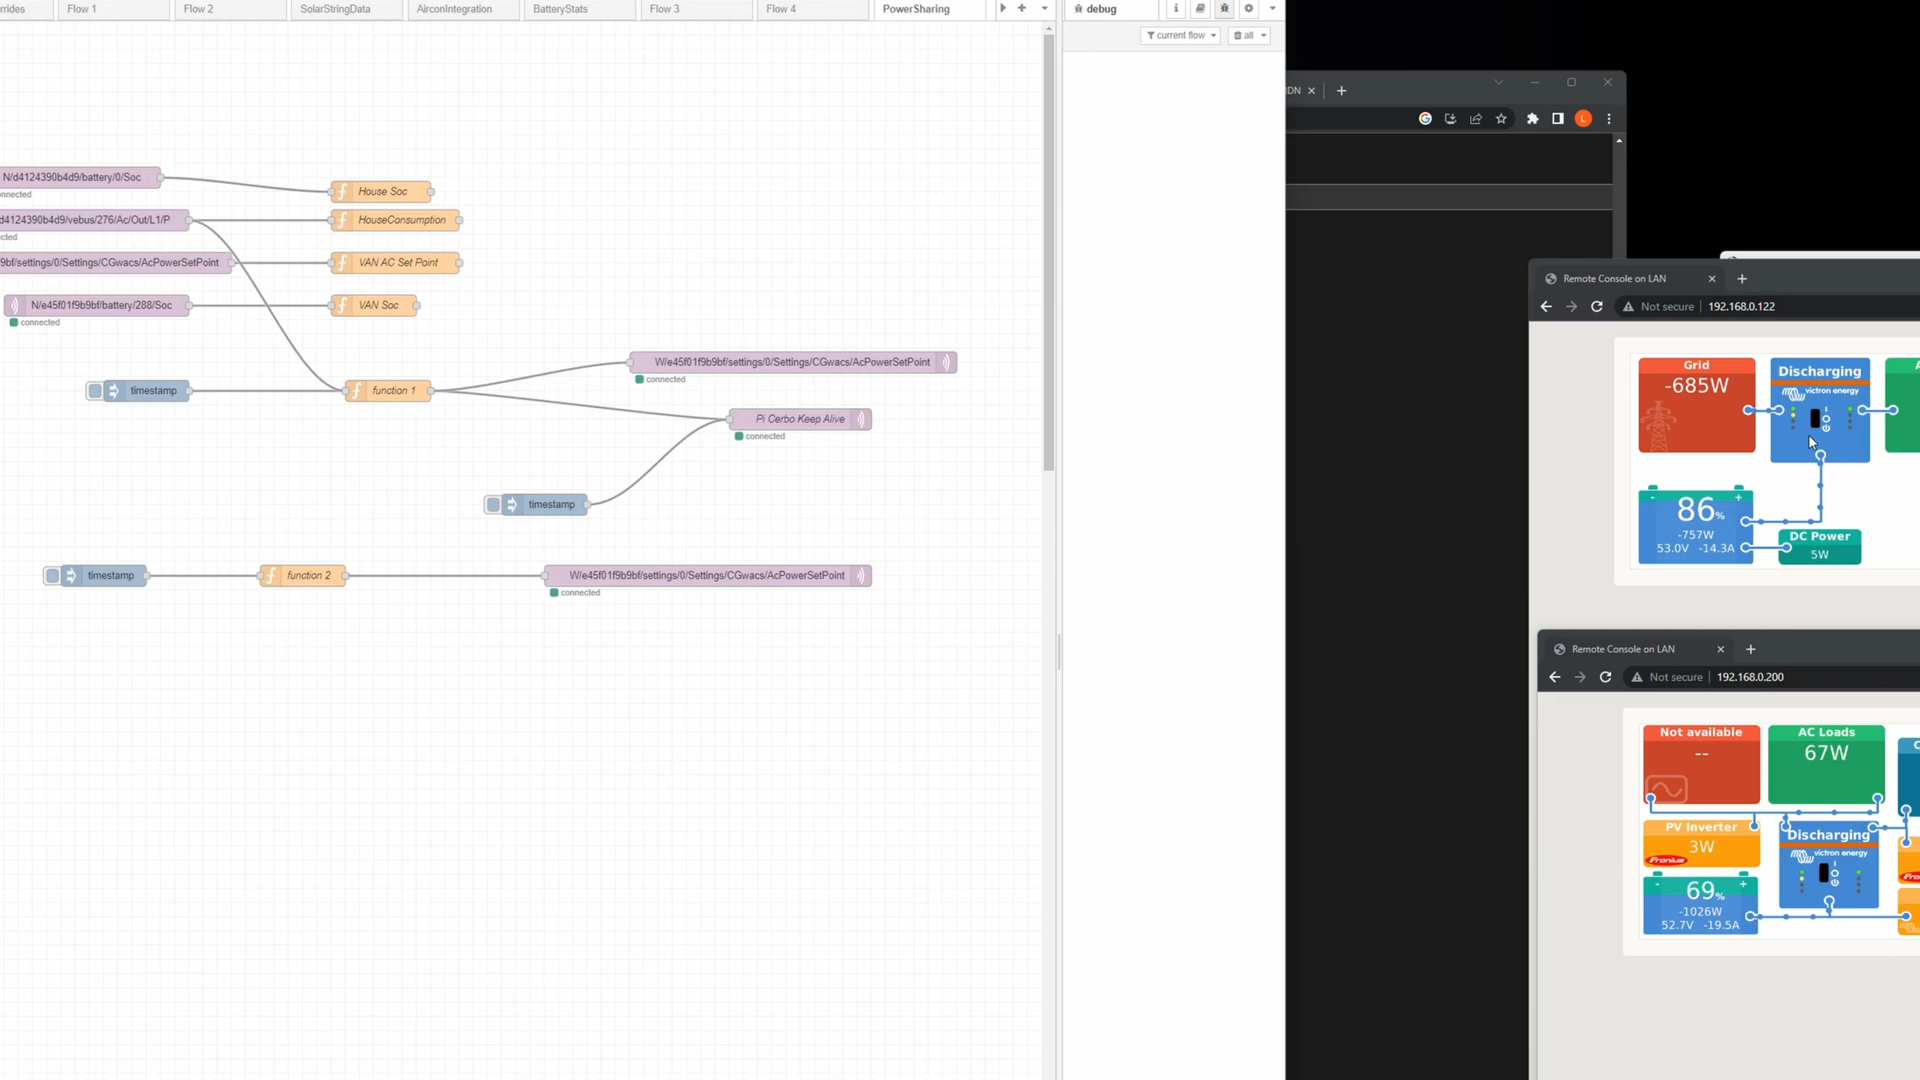 rrides
Flow 1
Flow 2
SolarStringData
AirconIntegration
BatteryStats
Flow 3
Flow 4
PowerSharing
debug
current flow
all
N/d4124390b4d9/battery/0/Soc
nnected
House Soc
d4124390b4d9/vebus/276/Ac/Out/L1/P
cted
HouseConsumption
9bf/settings/0/Settings/CGwacs/AcPowerSetPoint
VAN AC Set Point
N/e45f01f9b9bf/battery/288/Soc
connected
VAN Soc
W/e45f01f9b9bf/settings/0/Settings/CGwacs/AcPowerSetPoint
connected
timestamp
function 1
Pi Cerbo Keep Alive
connected
timestamp
timestamp
function 2
W/e45f01f9b9bf/settings/0/Settings/CGwacs/AcPowerSetPoint
connected
IDN
L
Remote Console on LAN
Not secure
192.168.0.122
Grid
-685W
Discharging
victron energy
A
86%
-757W
53.0V -14.3A
DC Power
5W
Remote Console on LAN
Not secure
192.168.0.200
Not available
--
AC Loads
67W
C
PV Inverter
3W
Fronius
Discharging
victron energy
69%
-1026W
52.7V -19.5A